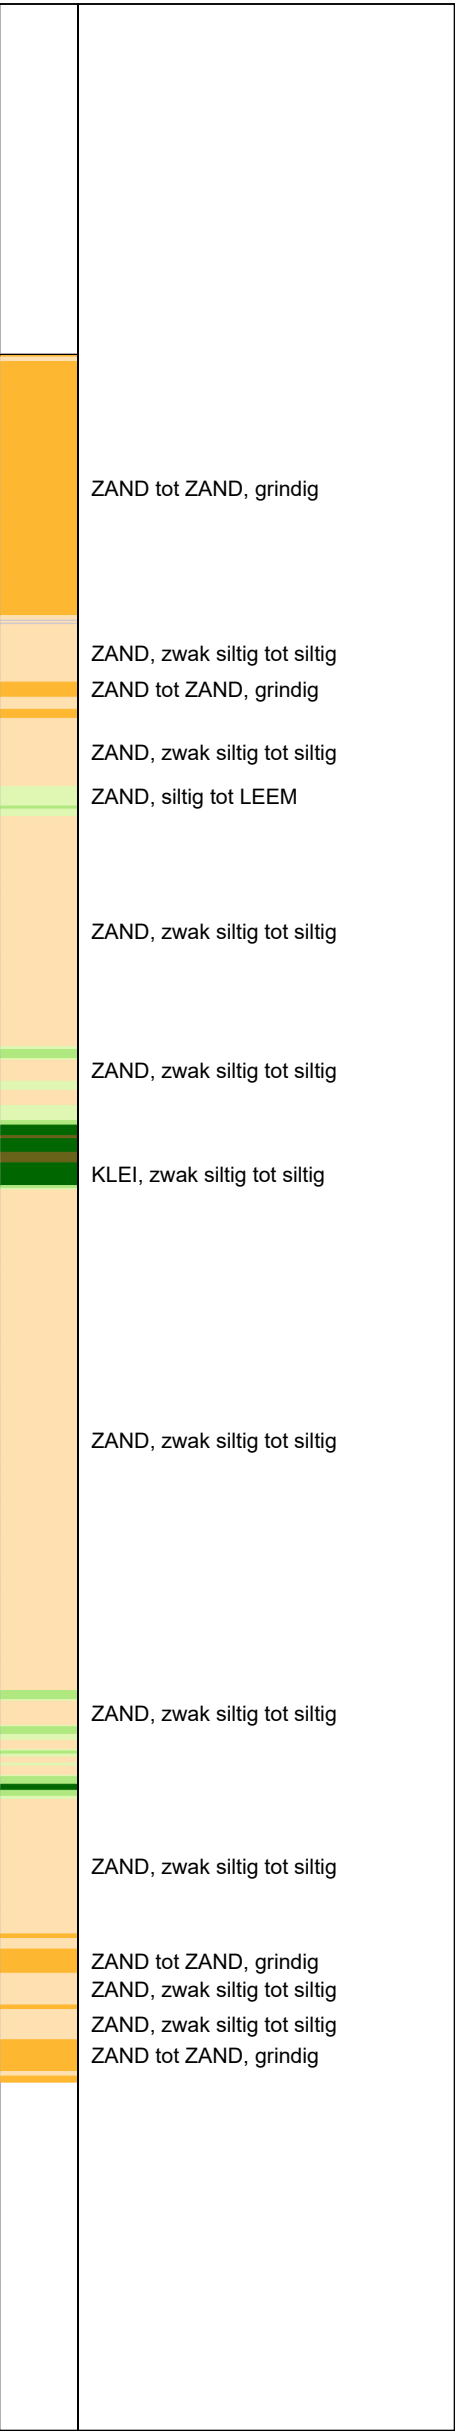 ZAND tot ZAND, grindig
ZAND, zwak siltig tot siltig
ZAND tot ZAND, grindig
ZAND, zwak siltig tot siltig
ZAND, siltig tot LEEM
ZAND, zwak siltig tot siltig
ZAND, zwak siltig tot siltig
KLEI, zwak siltig tot siltig
ZAND, zwak siltig tot siltig
ZAND, zwak siltig tot siltig
ZAND, zwak siltig tot siltig
ZAND tot ZAND, grindig
ZAND, zwak siltig tot siltig
ZAND, zwak siltig tot siltig
ZAND tot ZAND, grindig